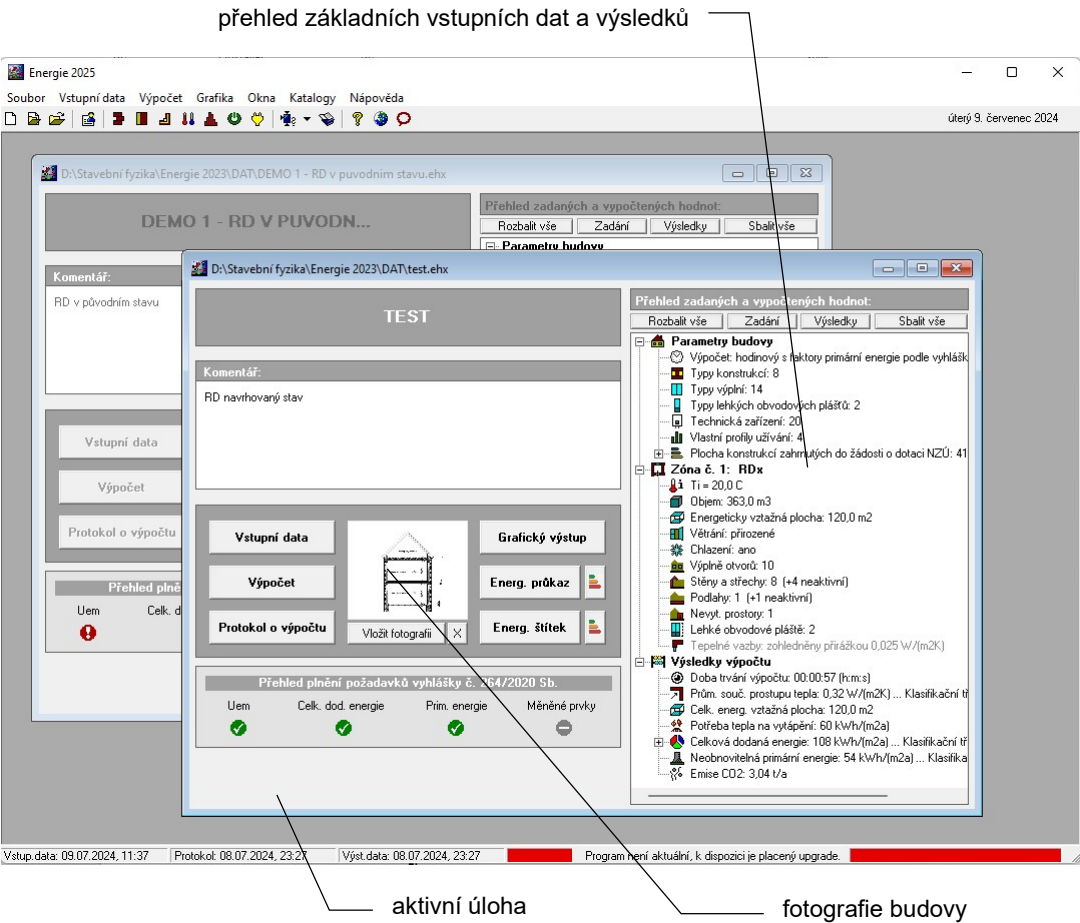 přehled základních vstupních dat a výsledků
Energie 2025
Soubor Vstupní data Výpočet Grafika Okna Katalogy Nápověda
úterý 9. červenec 2024
D:\Stavební fyzika\Energie 2023\DAT\DEMO 1 - RD v puvodnim stavu.ehx
DEMO 1 - RD V PUVODN...
Přehled zadaných a vypočtených hodnot:
Rozbalit vše Zadání Výsledky Sbalit vše
Parametry budovy
Komentář:
RD v původním stavu
Vstupní data
Výpočet
Protokol o výpočtu
Přehled plně
Uem Celk. d
D:\Stavební fyzika\Energie 2023\DAT\test.ehx
TEST
Komentář:
RD navrhovaný stav
Vstupní data
Výpočet
Protokol o výpočtu
Vložit fotografii X
Grafický výstup
Energ. průkaz
Energ. štítek
Přehled plnění požadavků vyhlášky č. 264/2020 Sb.
Uem Celk. dod. energie Prim. energie Měněné prvky
Přehled zadaných a vypočtených hodnot:
Rozbalit vše Zadání Výsledky Sbalit vše
Parametry budovy
Výpočet: hodinový s faktory primární energie podle vyhlášk
Typy konstrukcí: 8
Typy výplní: 14
Typy lehkých obvodových plášťů: 2
Technická zařízení: 20
Vlastní profily užívání: 4
Plocha konstrukcí zahrnutých do žádosti o dotaci NZÚ: 41
Zóna č. 1: RDx
Ti = 20,0 C
Objem: 363,0 m3
Energeticky vztažná plocha: 120,0 m2
Větrání: přirozené
Chlazení: ano
Výplně otvorů: 10
Stěny a střechy: 8 (+4 neaktivní)
Podlahy: 1 (+1 neaktivní)
Nevyt. prostory: 1
Lehké obvodové pláště: 2
Tepelné vazby: zohledněny přirážkou 0,025 W/(m2K)
Výsledky výpočtu
Doba trvání výpočtu: 00:00:57 (h:m:s)
Prům. souč. prostupu tepla: 0,32 W/(m2K) ... Klasifikační tř
Celk. energ. vztažná plocha: 120,0 m2
Potřeba tepla na vytápění: 60 kWh/(m2a)
Celková dodaná energie: 108 kWh/(m2a) ... Klasifikační tř
Neobnovitelná primární energie: 54 kWh/(m2a) ... Klasifika
Emise CO2: 3,04 t/a
Vstup.data: 09.07.2024, 11:37 Protokol: 08.07.2024, 23:27 Výst.data: 08.07.2024, 23:27 Program není aktuální, k dispozici je placený upgrade.
aktivní úloha
fotografie budovy